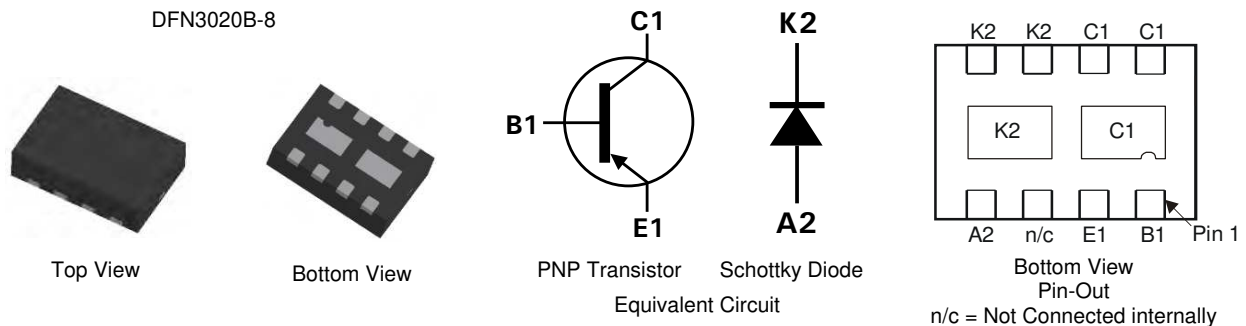 DFN3020B-8
Top View
Bottom View
C1
B1
E1
PNP Transistor
K2
A2
Schottky Diode
Equivalent Circuit
K2 K2 C1 C1
K2 C1
A2 n/c E1 B1 Pin 1
Bottom View
Pin-Out
n/c = Not Connected internally